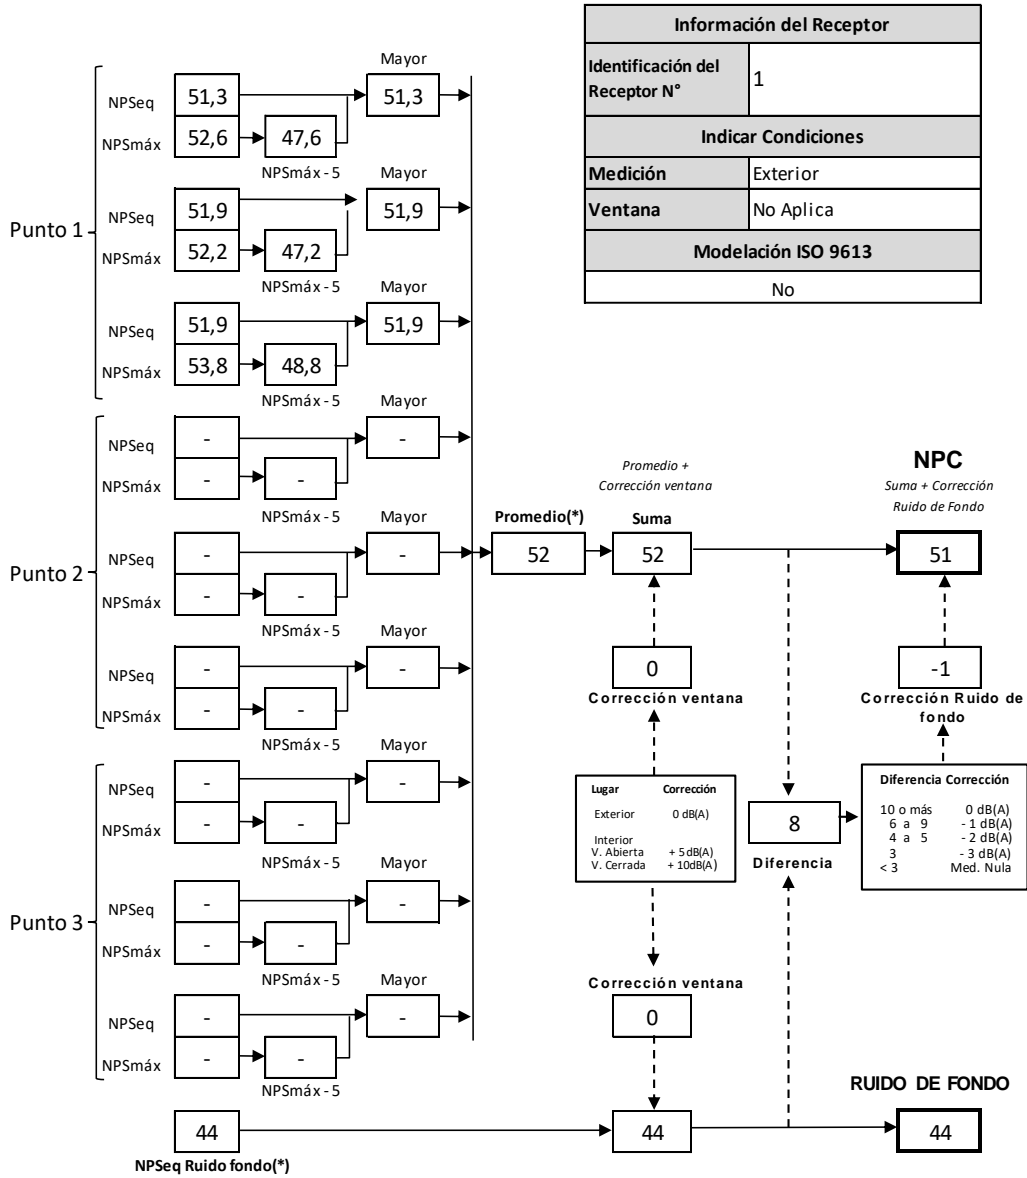 Información del Receptor
Identificación del
Receptor N°
1
Indicar Condiciones
Medición
Exterior
Ventana
No Aplica
Modelación ISO 9613
No
Punto 1
Mayor
NPSeq
51,3
51,3
NPSmáx
52,6
47,6
NPSmáx - 5
Mayor
NPSeq
51,9
51,9
NPSmáx
52,2
47,2
NPSmáx - 5
Mayor
NPSeq
51,9
51,9
NPSmáx
53,8
48,8
NPSmáx - 5
Punto 2
Mayor
NPSeq
-
-
NPSmáx
-
-
NPSmáx - 5
Mayor
NPSeq
-
-
NPSmáx
-
-
NPSmáx - 5
Mayor
NPSeq
-
-
NPSmáx
-
-
NPSmáx - 5
Punto 3
Mayor
NPSeq
-
-
NPSmáx
-
-
NPSmáx - 5
Mayor
NPSeq
-
-
NPSmáx
-
-
NPSmáx - 5
Mayor
NPSeq
-
-
NPSmáx
-
-
NPSmáx - 5
Promedio(*)
52
Promedio +
Corrección ventana
Suma
52
NPC
Suma + Corrección
Ruido de Fondo
51
0
Corrección ventana
-1
Corrección Ruido de
fondo
Lugar Corrección
Exterior 0 dB(A)
Interior
V. Abierta + 5dB(A)
V. Cerrada + 10dB(A)
8
Diferencia
Diferencia Corrección
10 o más 0 dB(A)
6 a 9 - 1 dB(A)
4 a 5 - 2 dB(A)
3 - 3 dB(A)
< 3 Med. Nula
Corrección ventana
0
44
NPSeq Ruido fondo(*)
44
RUIDO DE FONDO
44